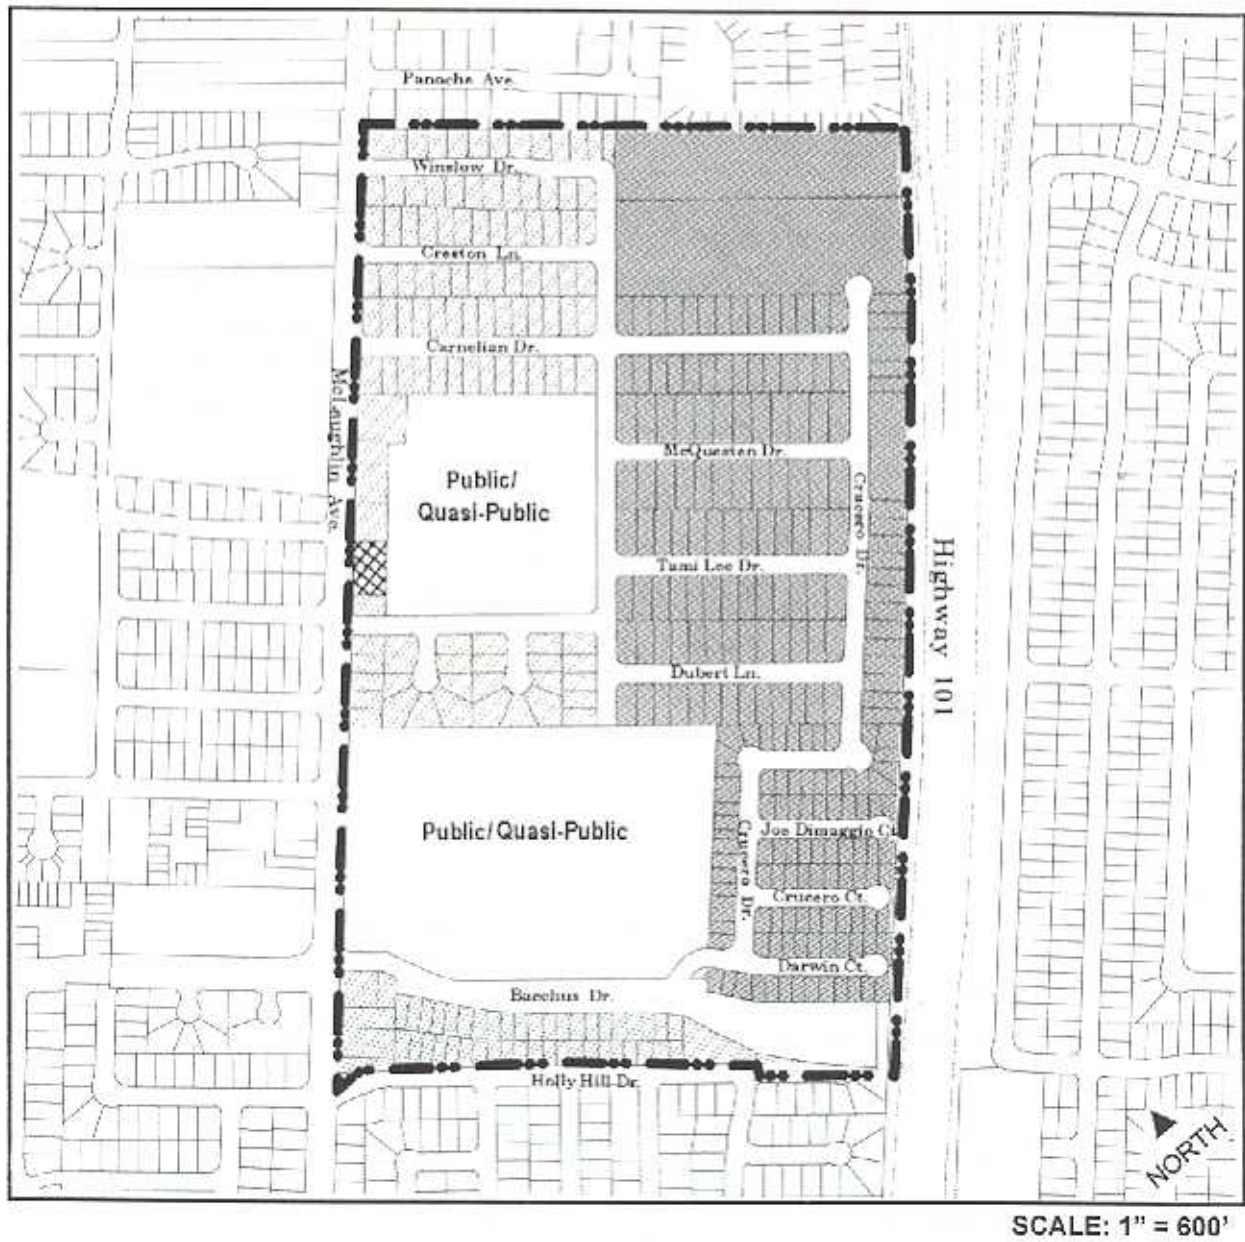 Panoche Ave.
Winslow Dr.
Creston Ln.
Carnelian Dr.
McLaughlin Ave.
McQuesten Dr.
Public/
Quasi-Public
Crucero Dr.
Tami Lee Dr.
Highway 101
Dubert Ln.
Public/Quasi-Public
Joe Dimaggio Ct.
Crucero Dr.
Crucero Ct.
Darwin Ct.
Bacchus Dr.
Holly Hill Dr.
NORTH
SCALE: 1" = 600'